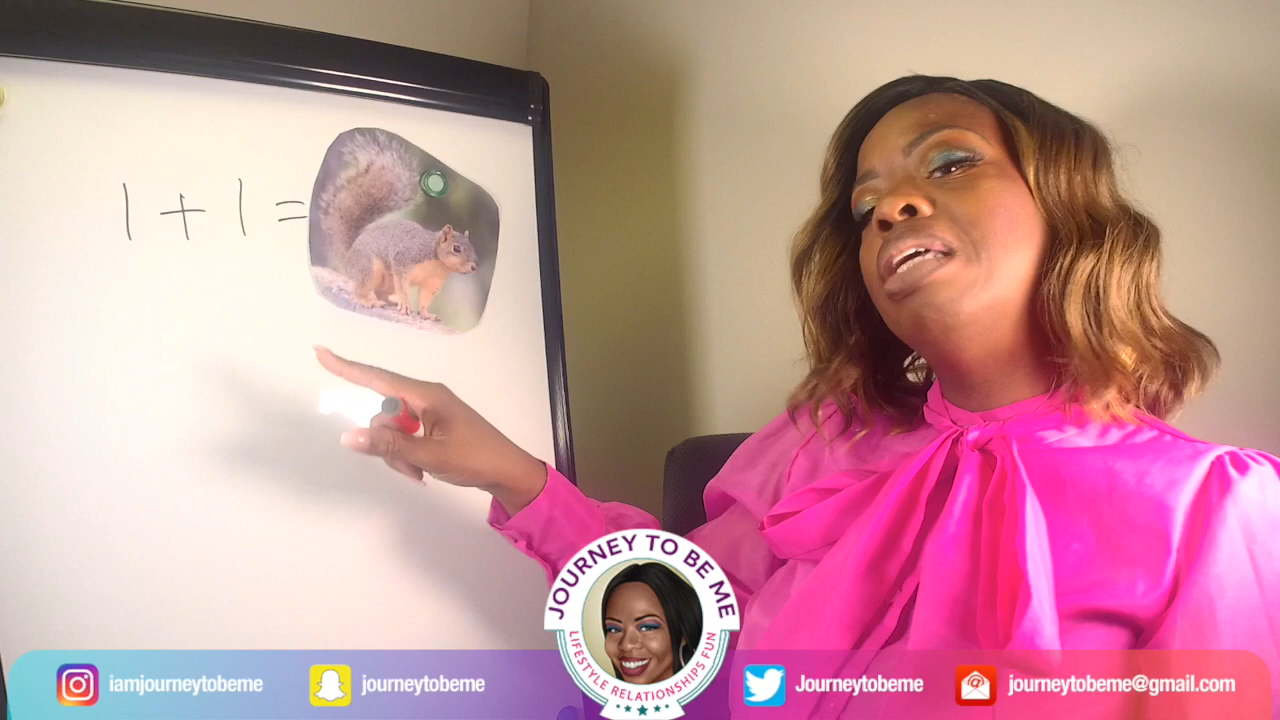 1 + 1 =
JOURNEY TO BE ME
LIFESTYLE RELATIONSHIPS FUN
iamjourneytobeme
journeytobeme
Journeytobeme
journeytobeme@gmail.com